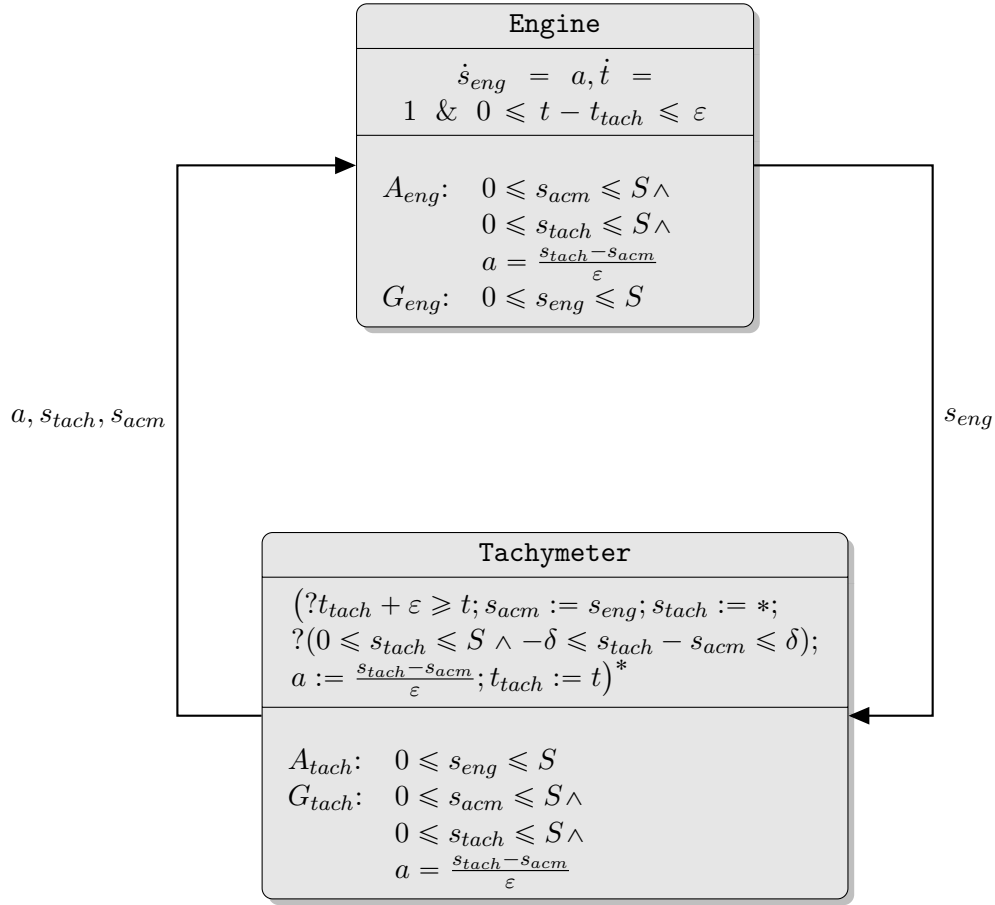 Engine
ṡ_eng = a, ṫ =
1 & 0 ⩽ t − t_tach ⩽ ε
A_eng: 0 ⩽ s_acm ⩽ S ∧
0 ⩽ s_tach ⩽ S ∧
a = (s_tach − s_acm)/ε
G_eng: 0 ⩽ s_eng ⩽ S
a, s_tach, s_acm
s_eng
Tachymeter
(?t_tach + ε ⩾ t; s_acm := s_eng; s_tach := ∗;
?(0 ⩽ s_tach ⩽ S ∧ −δ ⩽ s_tach − s_acm ⩽ δ);
a := (s_tach − s_acm)/ε; t_tach := t)*
A_tach: 0 ⩽ s_eng ⩽ S
G_tach: 0 ⩽ s_acm ⩽ S ∧
0 ⩽ s_tach ⩽ S ∧
a = (s_tach − s_acm)/ε